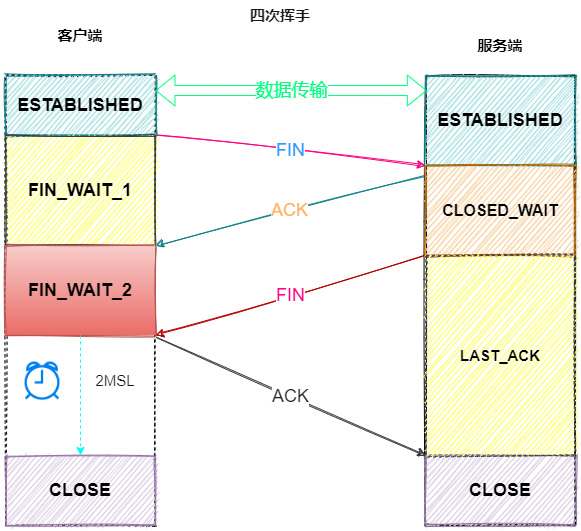 四次挥手
客户端
服务端
数据传输
ESTABLISHED
ESTABLISHED
FIN
FIN_WAIT_1
ACK
CLOSED_WAIT
FIN_WAIT_2
FIN
LAST_ACK
2MSL
ACK
CLOSE
CLOSE